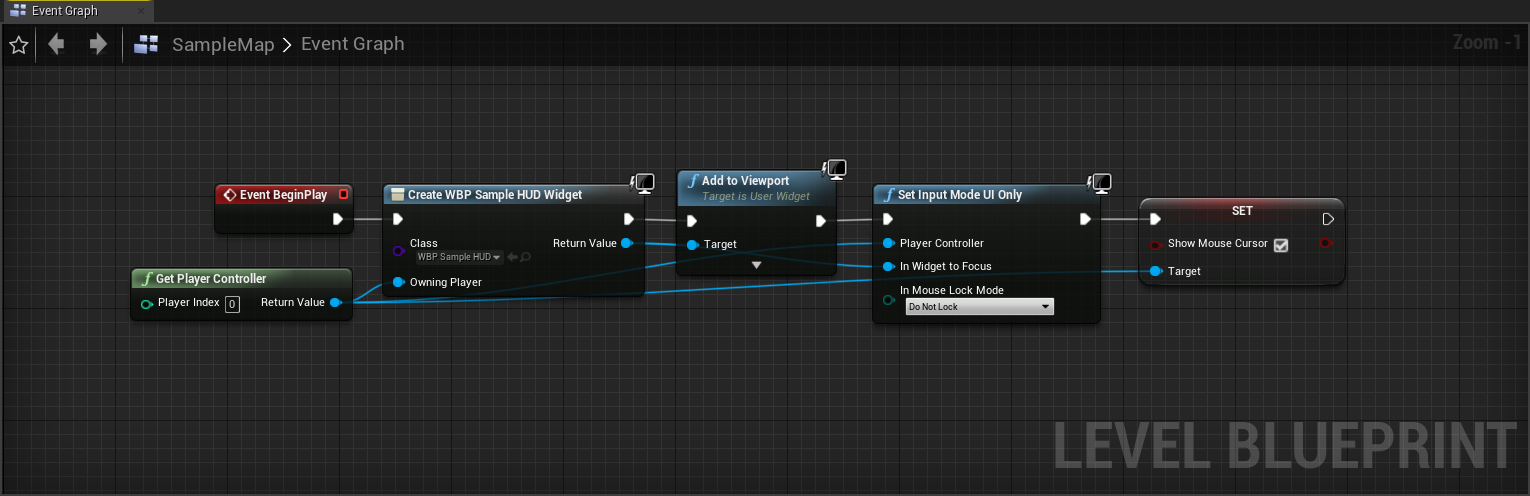 Event Graph
SampleMap > Event Graph
Zoom -1
Event BeginPlay
Create WBP Sample HUD Widget
Class
WBP Sample HUD
Return Value
Owning Player
Add to Viewport
Target is User Widget
Target
Set Input Mode UI Only
Player Controller
In Widget to Focus
In Mouse Lock Mode
Do Not Lock
SET
Show Mouse Cursor
Target
Get Player Controller
Player Index 0
Return Value
LEVEL BLUEPRINT